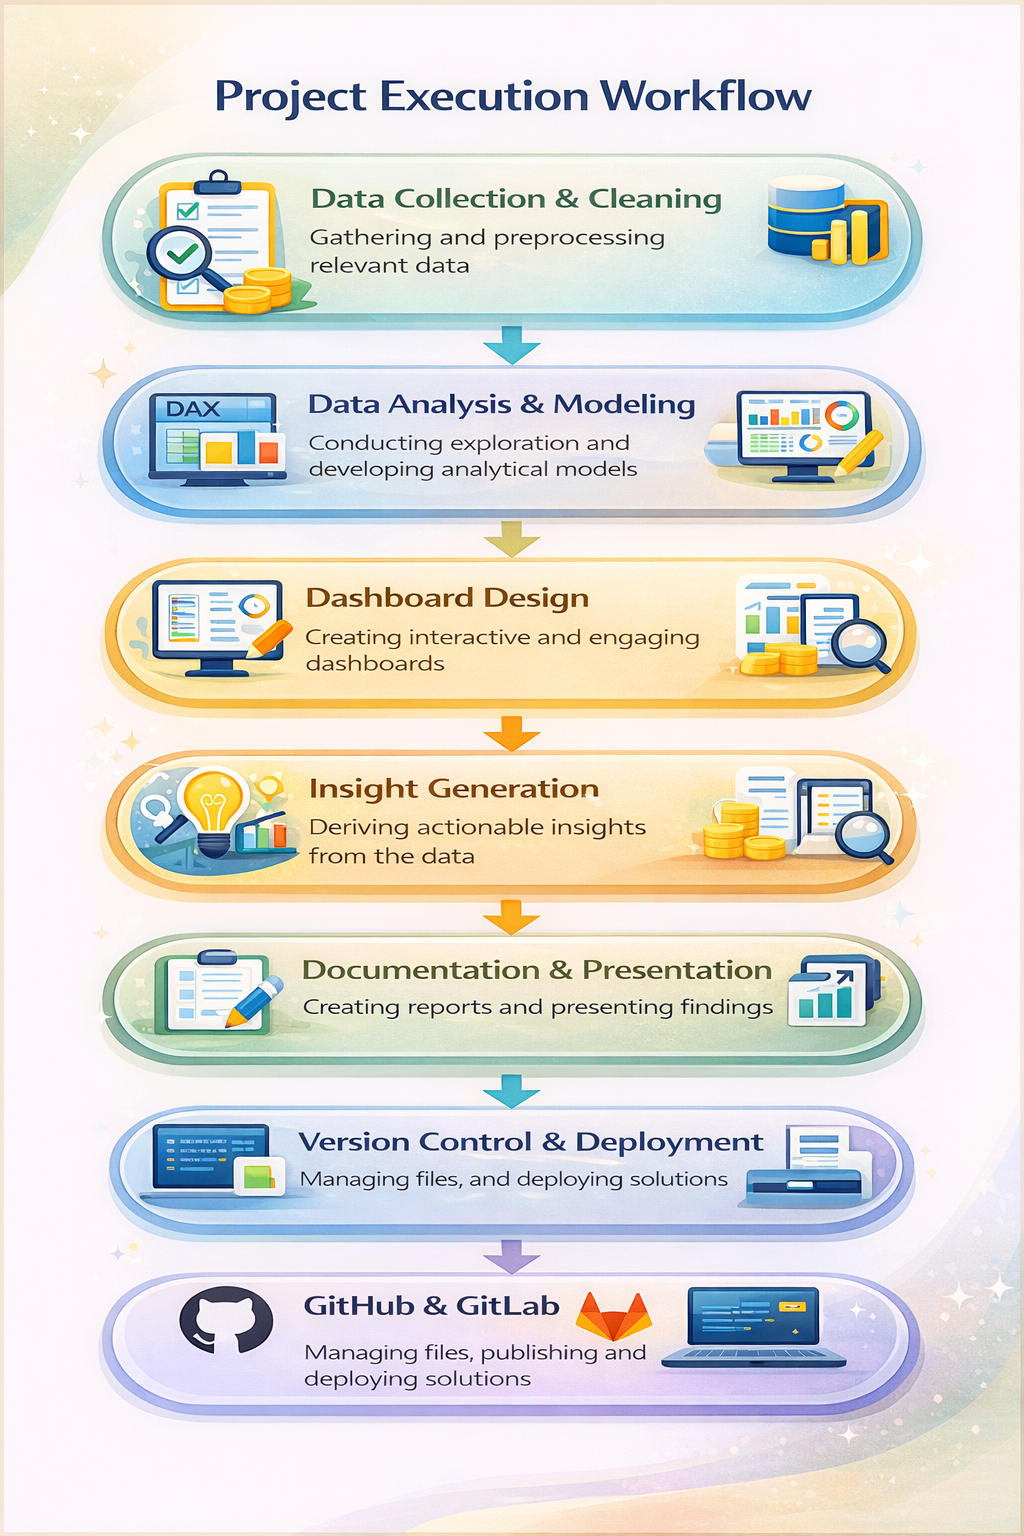 Project Execution Workflow
Data Collection & Cleaning
Gathering and preprocessing
relevant data
DAX
Data Analysis & Modeling
Conducting exploration and
developing analytical models
Dashboard Design
Creating interactive and engaging
dashboards
Insight Generation
Deriving actionable insights
from the data
Documentation & Presentation
Creating reports and presenting findings
Version Control & Deployment
Managing files, and deploying solutions
GitHub & GitLab
Managing files, publishing and
deploying solutions